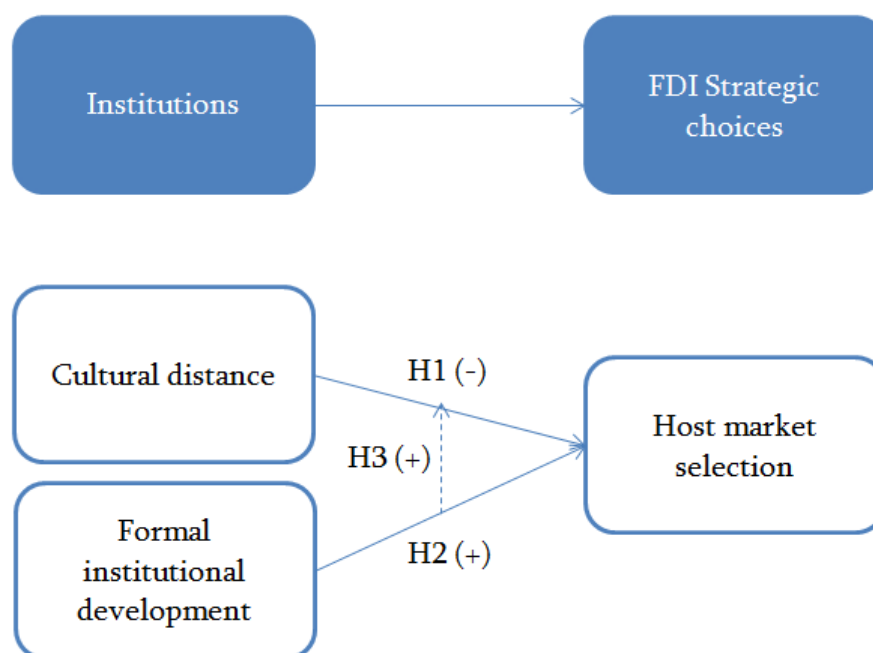 Institutions
FDI Strategic
choices
Cultural distance
H1 (-)
H3 (+)
Host market
selection
Formal
institutional
development
H2 (+)